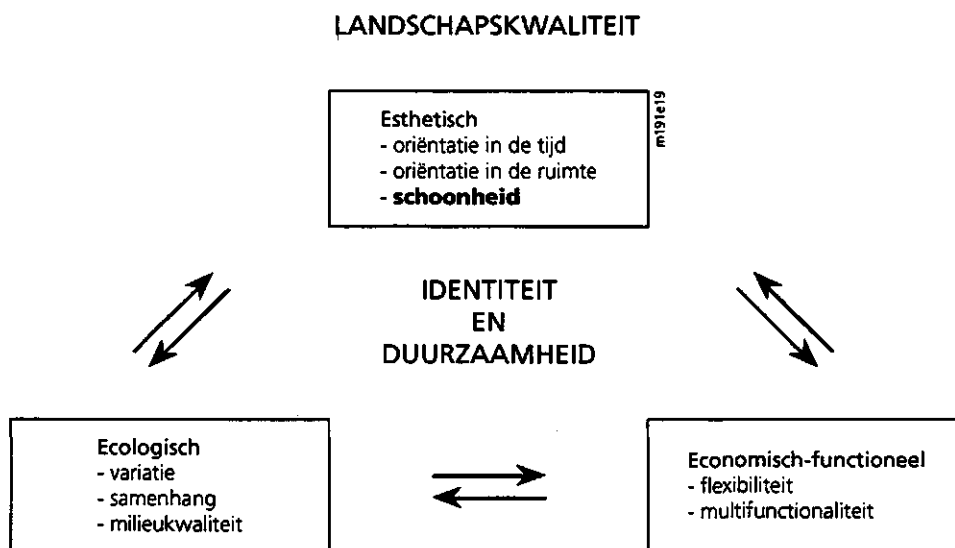 LANDSCHAPSKWALITEIT
Esthetisch
- oriëntatie in de tijd
- oriëntatie in de ruimte
- schoonheid
m191e19
IDENTITEIT
EN
DUURZAAMHEID
Ecologisch
- variatie
- samenhang
- milieukwaliteit
Economisch-functioneel
- flexibiliteit
- multifunctionaliteit